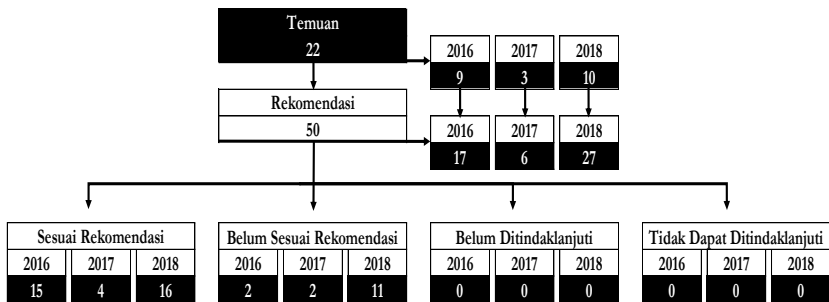 Temuan
22
2016 2017 2018
9 3 10
Rekomendasi
50
2016 2017 2018
17 6 27
Sesuai Rekomendasi
2016 2017 2018
15 4 16
Belum Sesuai Rekomendasi
2016 2017 2018
2 2 11
Belum Ditindaklanjuti
2016 2017 2018
0 0 0
Tidak Dapat Ditindaklanjuti
2016 2017 2018
0 0 0